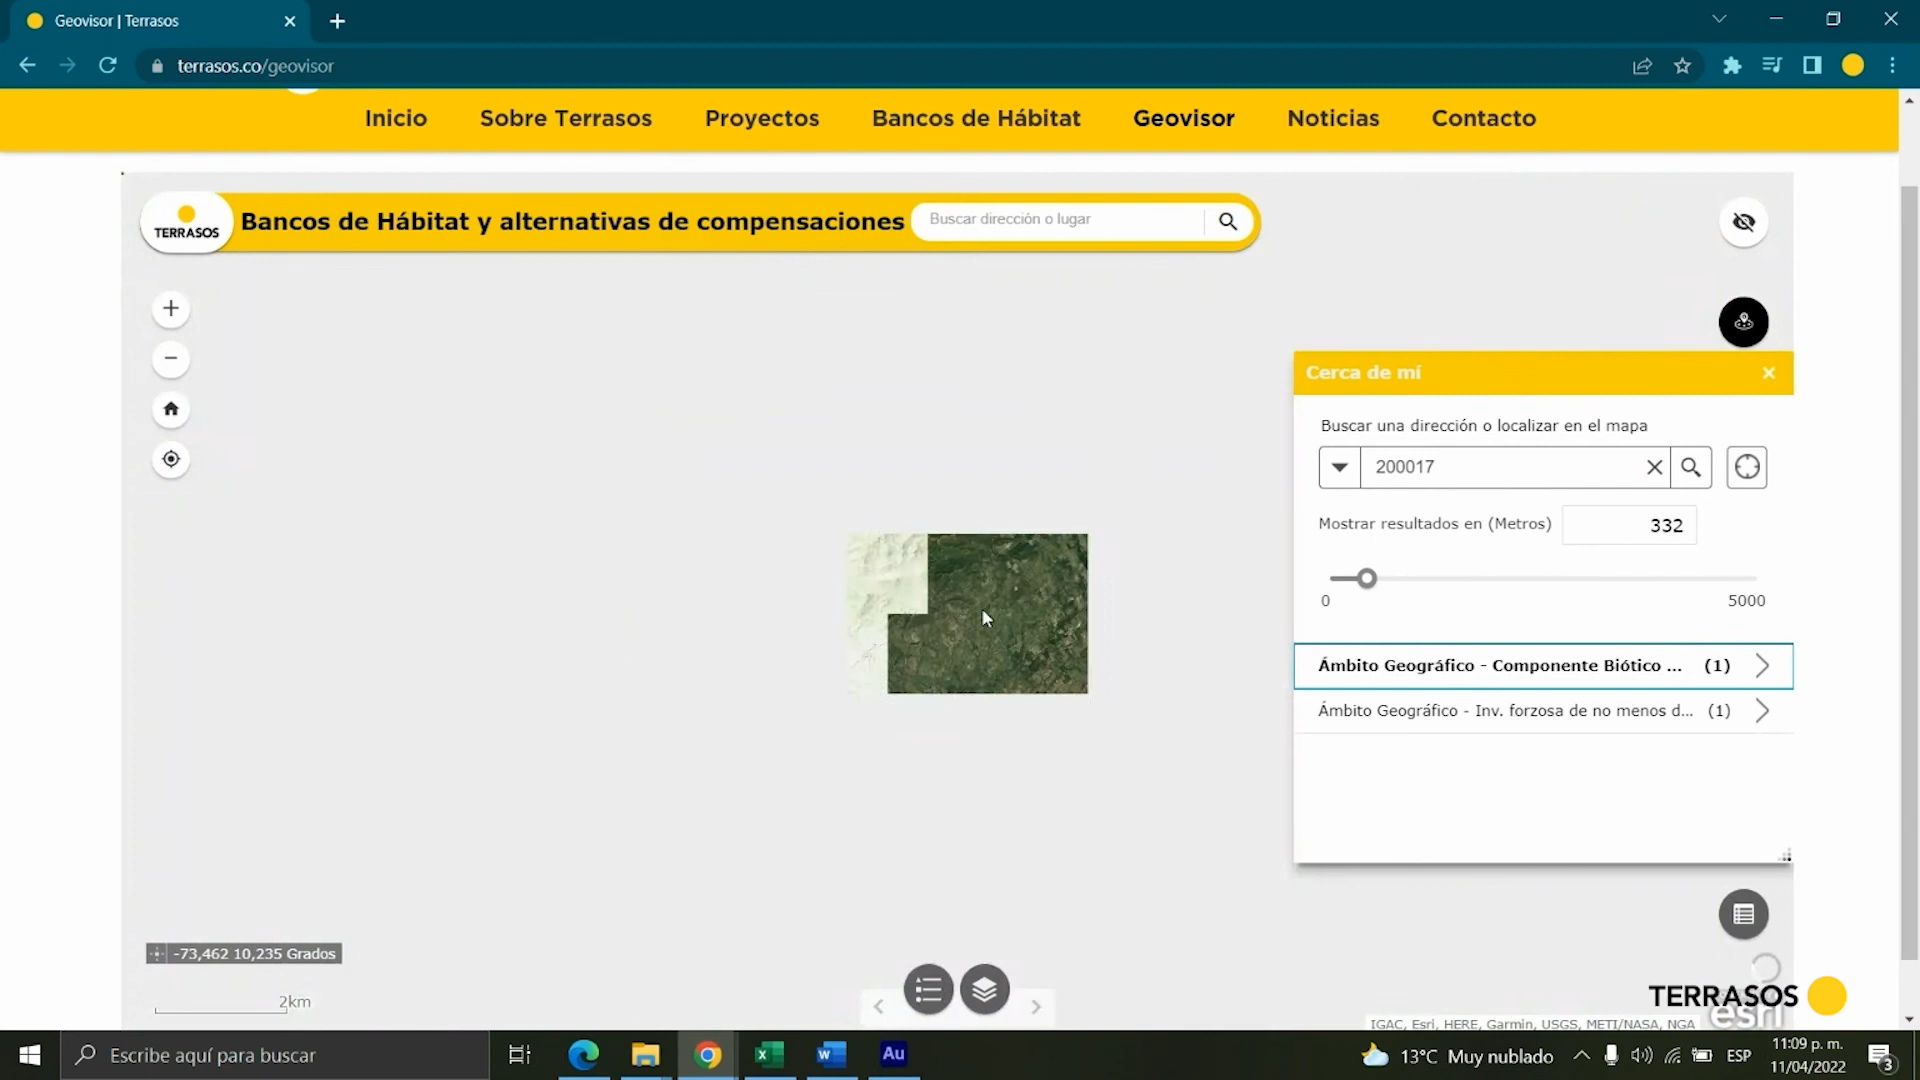 Geovisor | Terrasos
terrasos.co/geovisor
Inicio
Sobre Terrasos
Proyectos
Bancos de Hábitat
Geovisor
Noticias
Contacto
TERRASOS
Bancos de Hábitat y alternativas de compensaciones
Buscar dirección o lugar
Cerca de mí
Buscar una dirección o localizar en el mapa
200017
Mostrar resultados en (Metros)
332
0
5000
Ámbito Geográfico - Componente Biótico ... (1)
Ámbito Geográfico - Inv. forzosa de no menos d... (1)
-73,462 10,235 Grados
2km
TERRASOS
esri
IGAC, Esri, HERE, Garmin, USGS, METI/NASA, NGA
Escribe aquí para buscar
Au
13°C Muy nublado
ESP
11:09 p. m.
11/04/2022
3